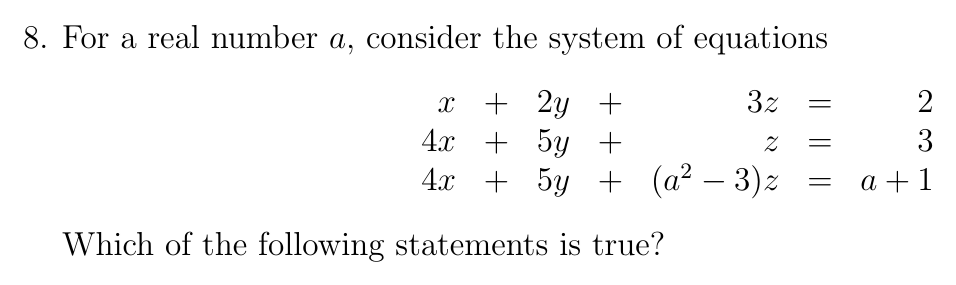 8. For a real number a, consider the system of equations
x + 2y + 3z = 2
4x + 5y + z = 3
4x + 5y + (a² − 3)z = a + 1
Which of the following statements is true?